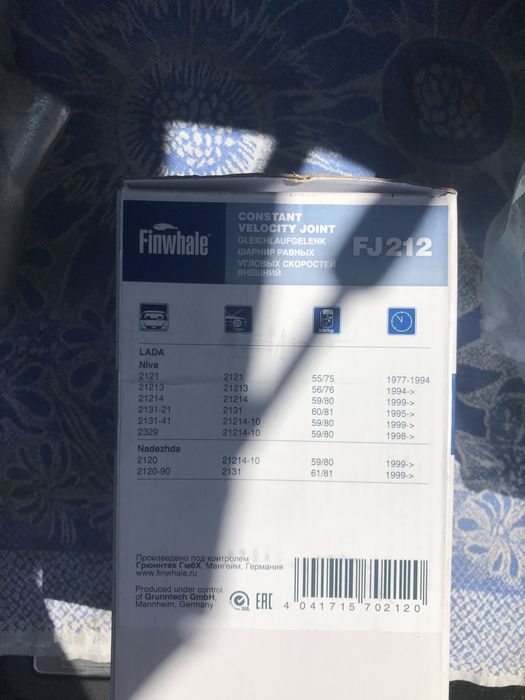 Finwhale®
CONSTANT
VELOCITY JOINT
GLEICHLAUFGELENK
ШАРНИР РАВНЫХ
УГЛОВЫХ СКОРОСТЕЙ
ВНЕШНИЙ
FJ 212
LADA
Niva
2121 2121 55/75 1977-1994
21213 21213 56/76 1994->
21214 21214 59/80 1999->
2131-21 2131 60/81 1995->
2131-41 21214-10 59/80 1999->
2329 21214-10 59/80 1998->
Nadezhda
2120 21214-10 59/80 1999->
2120-90 2131 61/81 1999->
Произведено под контролем
Грюннтех ГмбХ, Мангейм, Германия
www.finwhale.ru
Produced under control
of Grunntech GmbH,
Mannheim, Germany
EAC
4 041715 702120